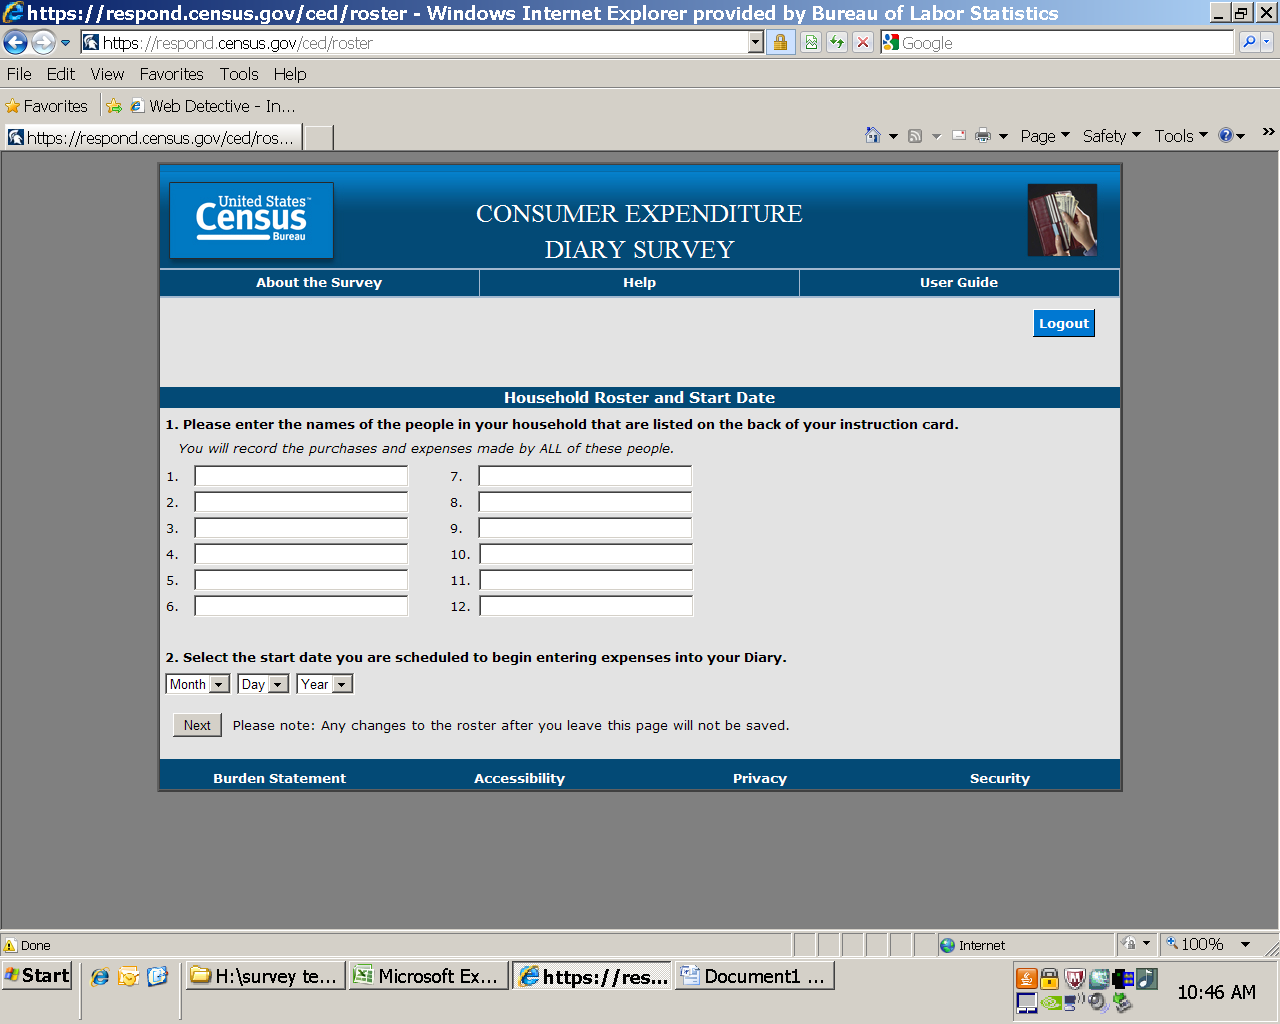 https://respond.census.gov/ced/roster - Windows Internet Explorer provided by Bureau of Labor Statistics
https://respond.census.gov/ced/roster
Google
File Edit View Favorites Tools Help
Favorites Web Detective - In...
https://respond.census.gov/ced/ros...
Page Safety Tools
United States™
Census
Bureau
CONSUMER EXPENDITURE
DIARY SURVEY
About the Survey Help User Guide
Logout
Household Roster and Start Date
1. Please enter the names of the people in your household that are listed on the back of your instruction card.
You will record the purchases and expenses made by ALL of these people.
1. 7.
2. 8.
3. 9.
4. 10.
5. 11.
6. 12.
2. Select the start date you are scheduled to begin entering expenses into your Diary.
Month Day Year
Next Please note: Any changes to the roster after you leave this page will not be saved.
Burden Statement Accessibility Privacy Security
Done Internet 100%
Start H:\survey te... Microsoft Ex... https://res... Document1 ... 10:46 AM